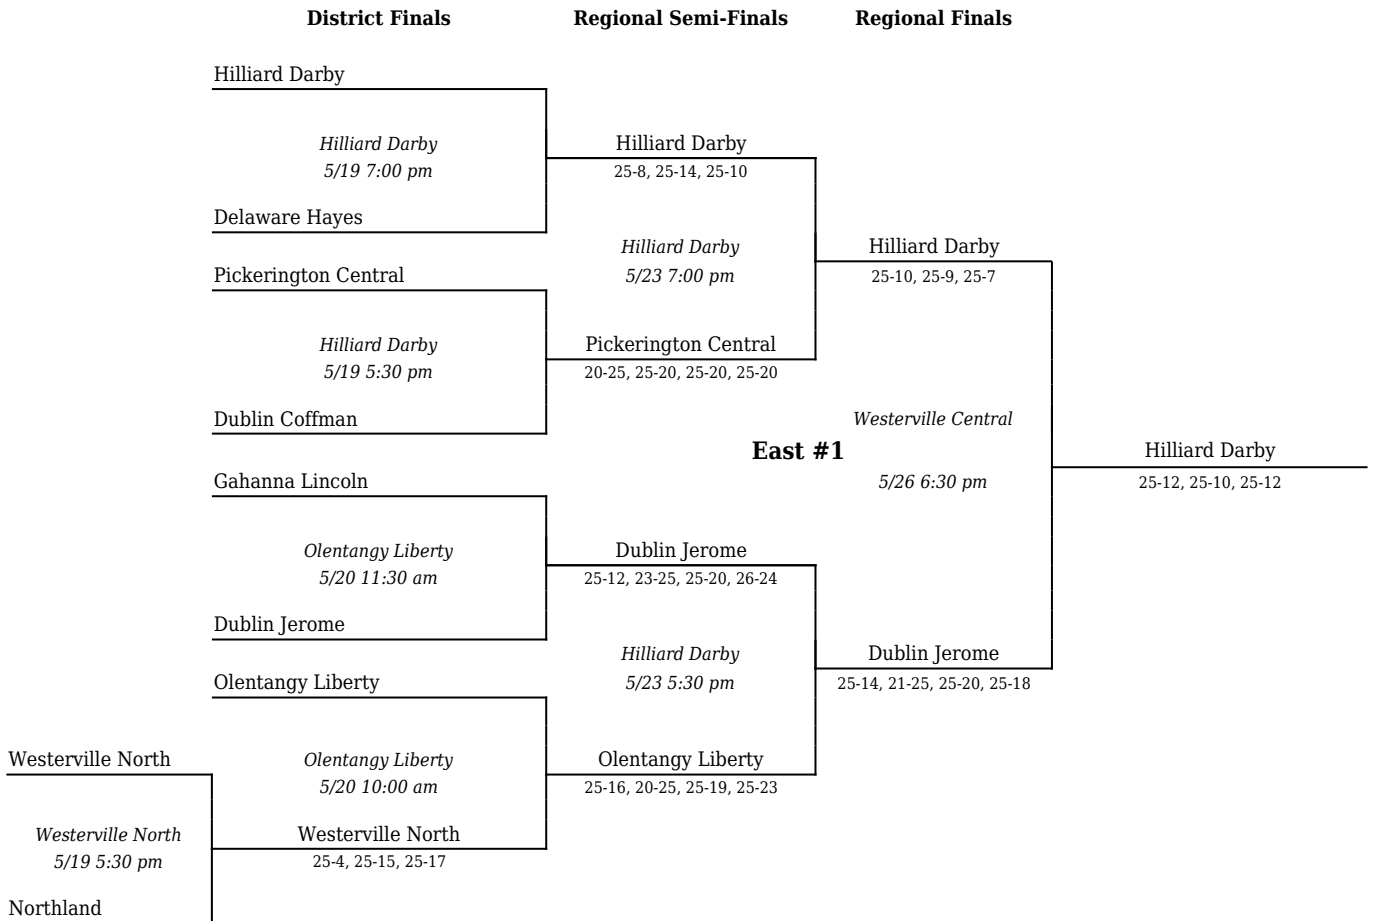 District Finals
Regional Semi-Finals
Regional Finals
Hilliard Darby
Hilliard Darby
5/19 7:00 pm
Delaware Hayes
Hilliard Darby
25-8, 25-14, 25-10
Pickerington Central
Hilliard Darby
5/19 5:30 pm
Dublin Coffman
Hilliard Darby
5/23 7:00 pm
Pickerington Central
20-25, 25-20, 25-20, 25-20
Hilliard Darby
25-10, 25-9, 25-7
Westerville Central
East #1
5/26 6:30 pm
Hilliard Darby
25-12, 25-10, 25-12
Gahanna Lincoln
Olentangy Liberty
5/20 11:30 am
Dublin Jerome
Dublin Jerome
25-12, 23-25, 25-20, 26-24
Hilliard Darby
5/23 5:30 pm
Dublin Jerome
25-14, 21-25, 25-20, 25-18
Olentangy Liberty
Olentangy Liberty
5/20 10:00 am
Olentangy Liberty
25-16, 20-25, 25-19, 25-23
Westerville North
Westerville North
5/19 5:30 pm
Westerville North
25-4, 25-15, 25-17
Northland